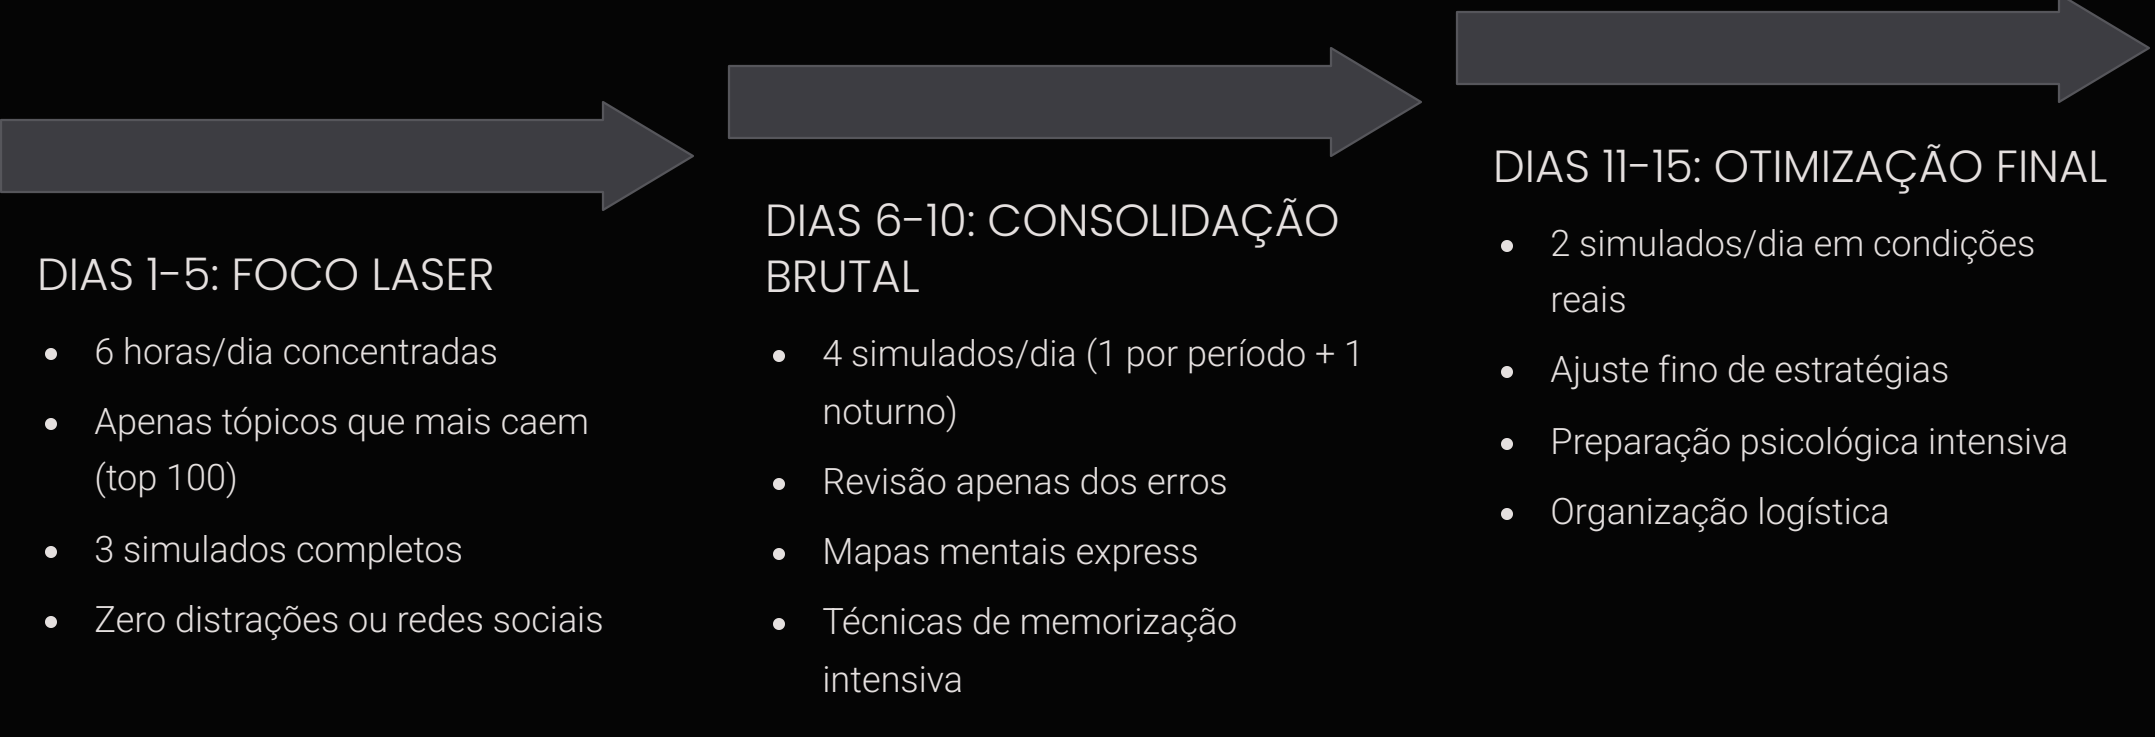 DIAS 1-5: FOCO LASER
• 6 horas/dia concentradas
• Apenas tópicos que mais caem
(top 100)
• 3 simulados completos
• Zero distrações ou redes sociais
DIAS 6-10: CONSOLIDAÇÃO
BRUTAL
• 4 simulados/dia (1 por período + 1
noturno)
• Revisão apenas dos erros
• Mapas mentais express
• Técnicas de memorização
intensiva
DIAS 11-15: OTIMIZAÇÃO FINAL
• 2 simulados/dia em condições
reais
• Ajuste fino de estratégias
• Preparação psicológica intensiva
• Organização logística